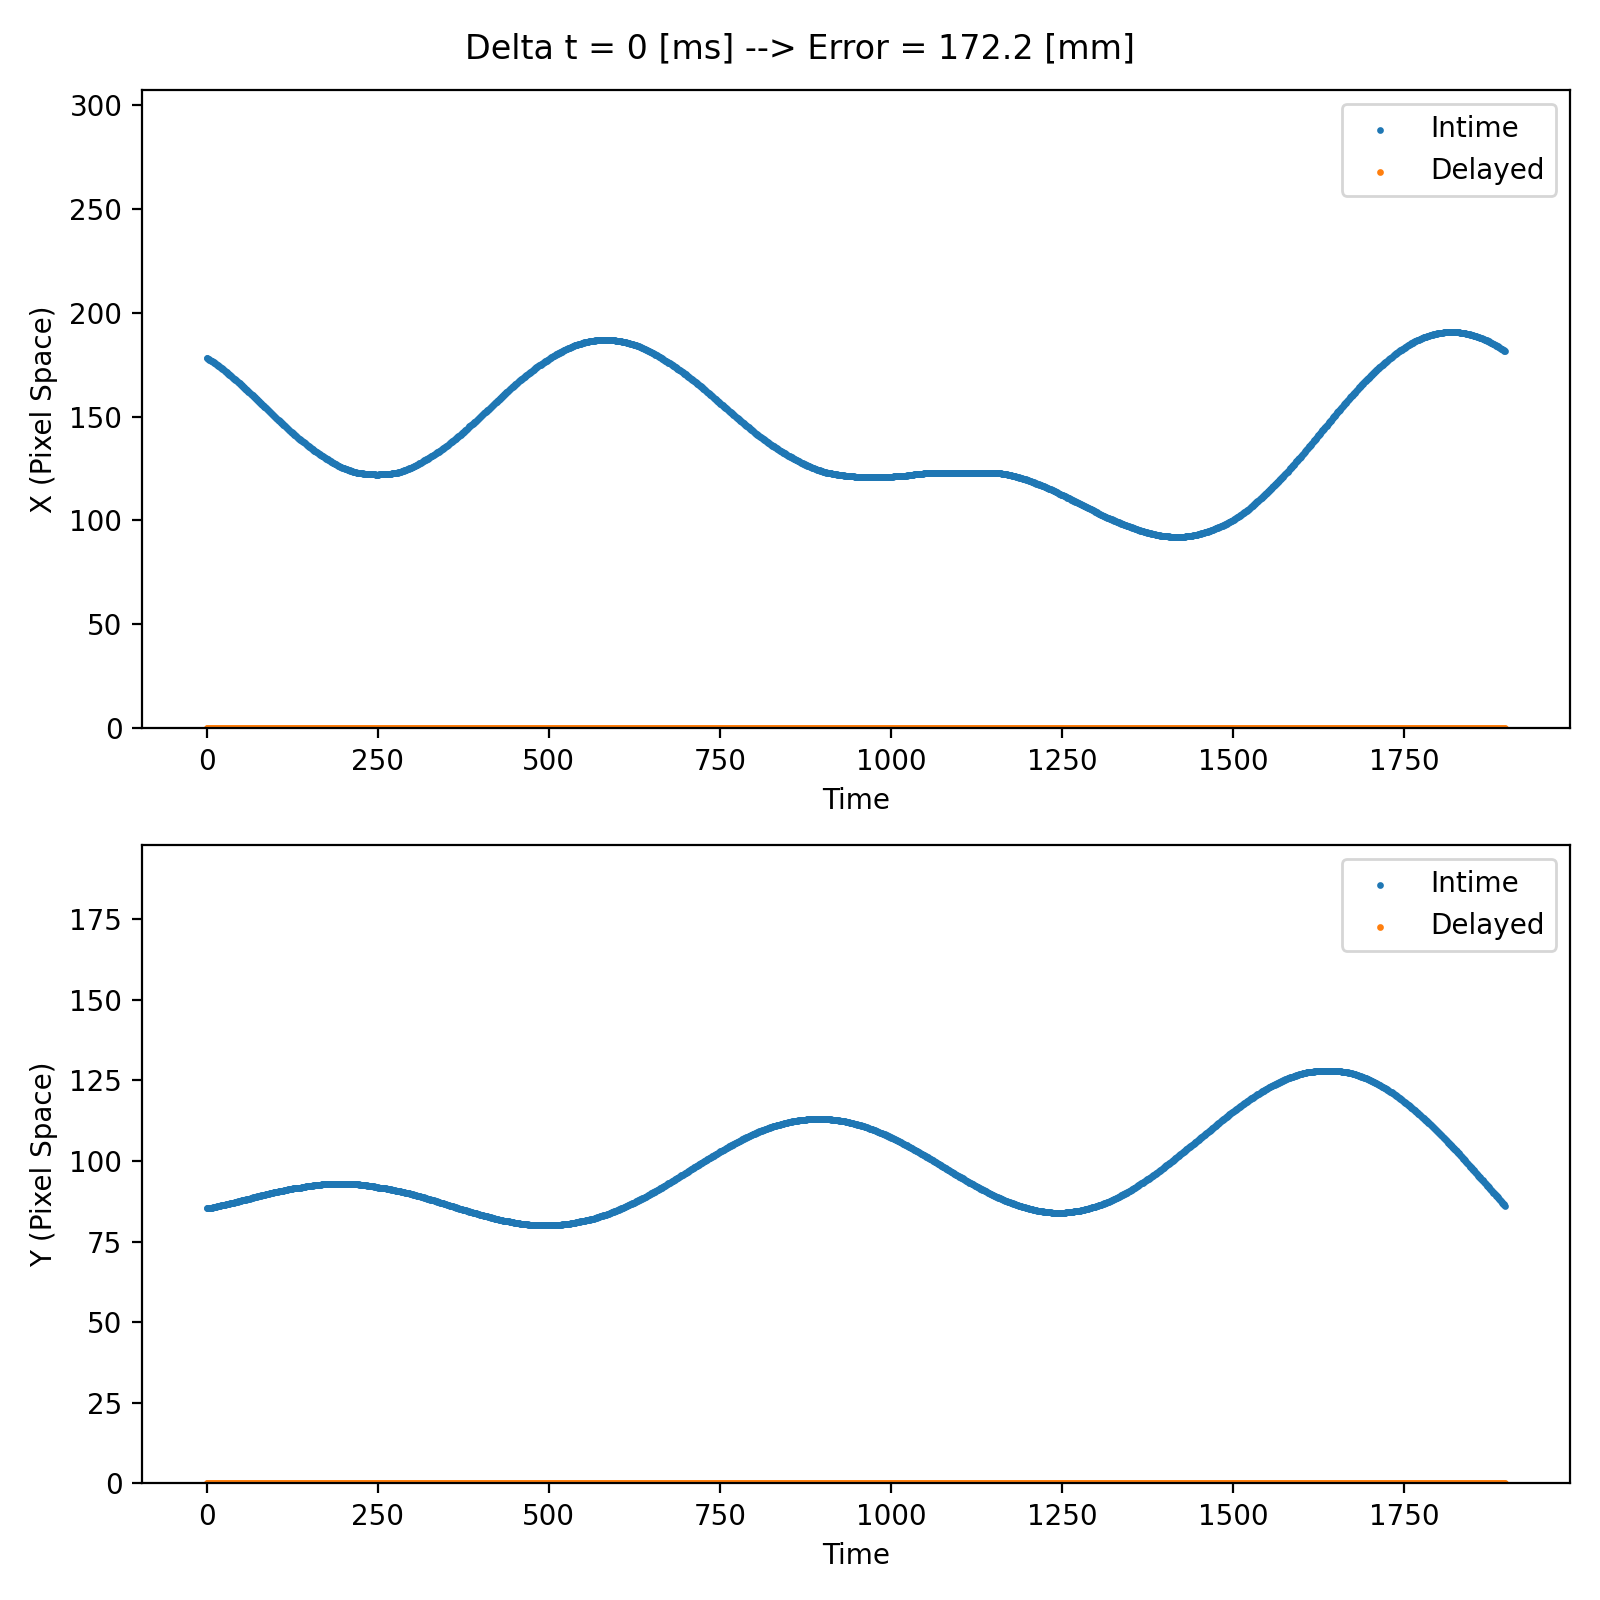 Delta t = 0 [ms] --> Error = 172.2 [mm]
300
250
200
150
100
50
0
X (Pixel Space)
Intime
Delayed
0 250 500 750 1000 1250 1500 1750
Time
175
150
125
100
75
50
25
0
Y (Pixel Space)
Intime
Delayed
0 250 500 750 1000 1250 1500 1750
Time